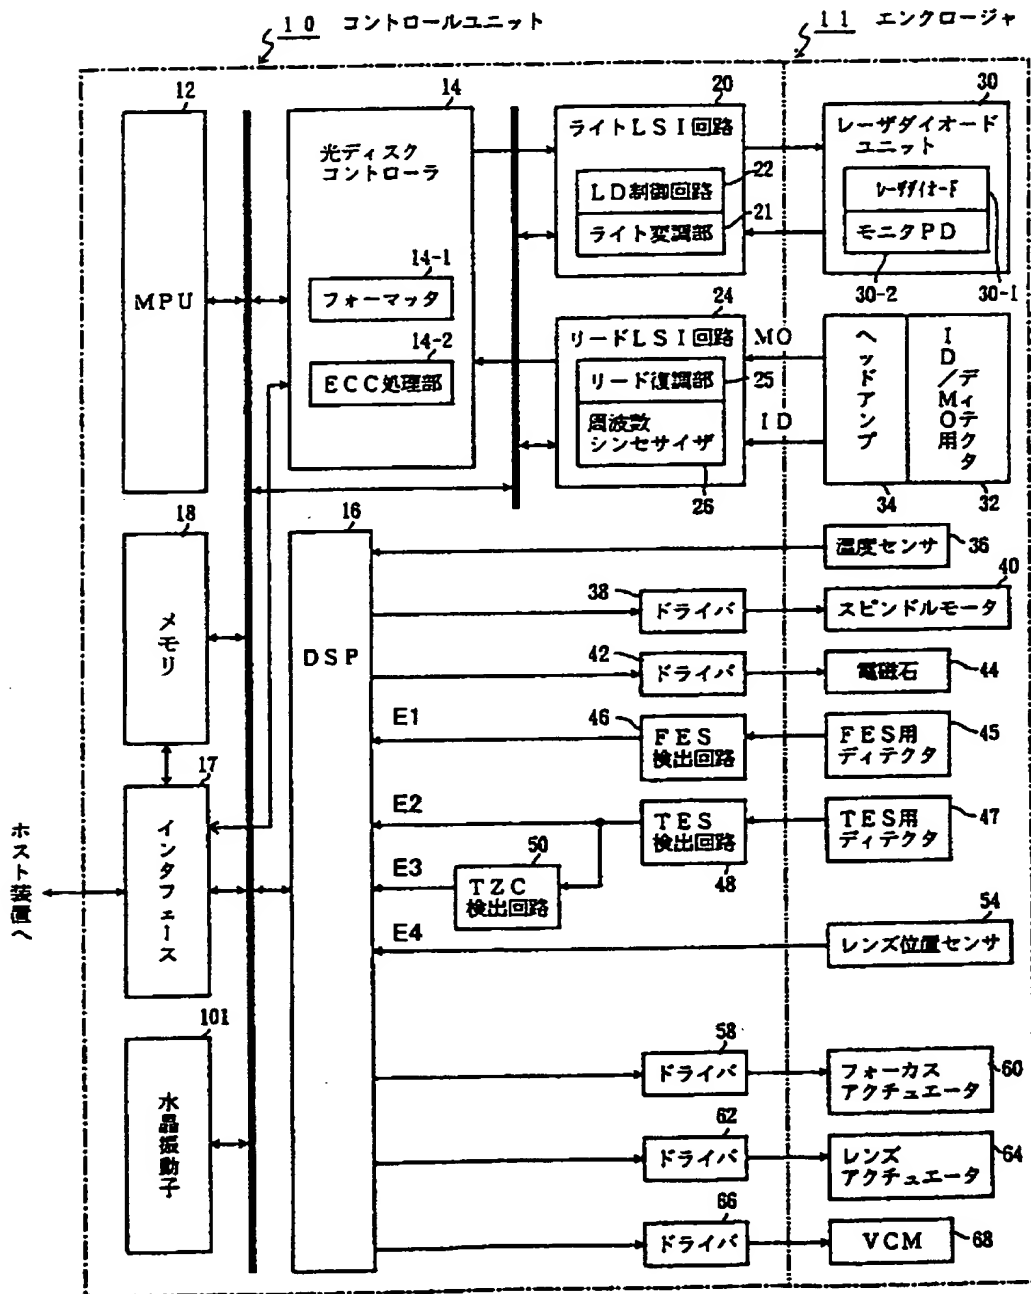 10 コントロールユニット
11 エンクロージャ
12
MPU
14
光ディスク
コントローラ
14-1
フォーマッタ
14-2
ECC処理部
20
ライトLSI回路
22
LD制御回路
21
ライト変調部
30
レーザダイオード
ユニット
レーザダイオード
モニタPD
30-2
30-1
24
リードLSI回路
リード復調部
25
周波数
シンセサイザ
26
MO
ID
ヘッドアンプ
34
ID/MO用
ディテクタ
32
18
メモリ
16
DSP
温度センサ
36
38
ドライバ
40
スピンドルモータ
42
ドライバ
電磁石
44
E1
46
FES
検出回路
FES用
ディテクタ
45
17
インタフェース
ホスト装置へ
E2
TES
検出回路
48
TES用
ディテクタ
47
E3
50
TZC
検出回路
E4
54
レンズ位置センサ
101
水晶振動子
58
ドライバ
フォーカス
アクチュエータ
60
62
ドライバ
レンズ
アクチュエータ
64
66
ドライバ
VCM
68